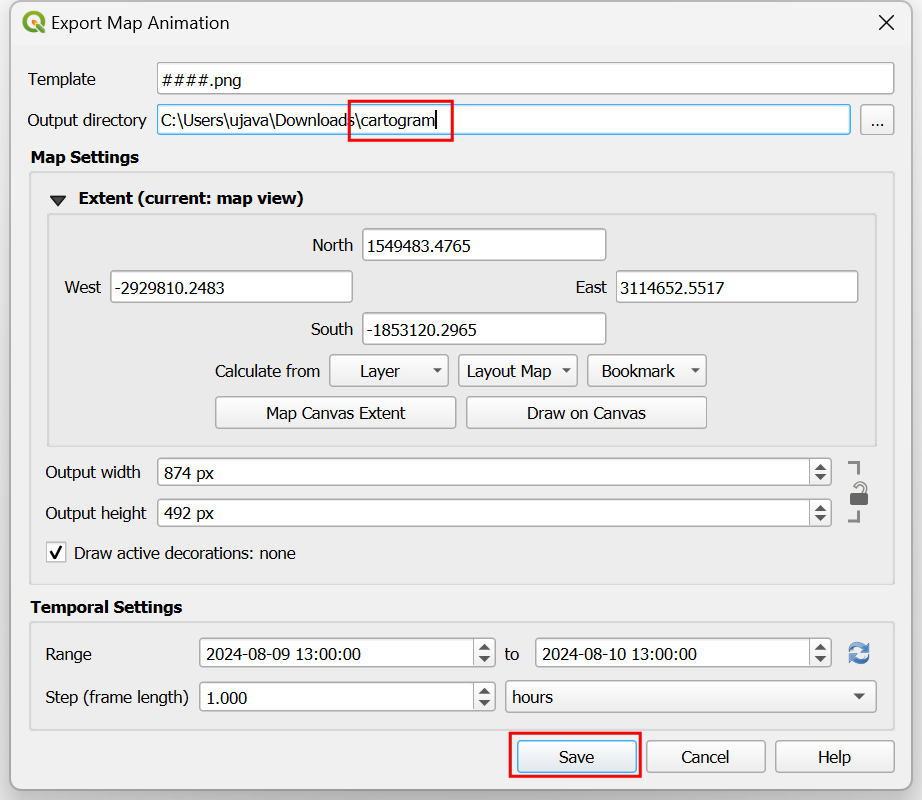 Export Map Animation
Template ####.png
Output directory C:\Users\ujava\Downloads\cartogram ...
Map Settings
Extent (current: map view)
North 1549483.4765
West -2929810.2483 East 3114652.5517
South -1853120.2965
Calculate from Layer Layout Map Bookmark
Map Canvas Extent Draw on Canvas
Output width 874 px
Output height 492 px
Draw active decorations: none
Temporal Settings
Range 2024-08-09 13:00:00 to 2024-08-10 13:00:00
Step (frame length) 1.000 hours
Save Cancel Help